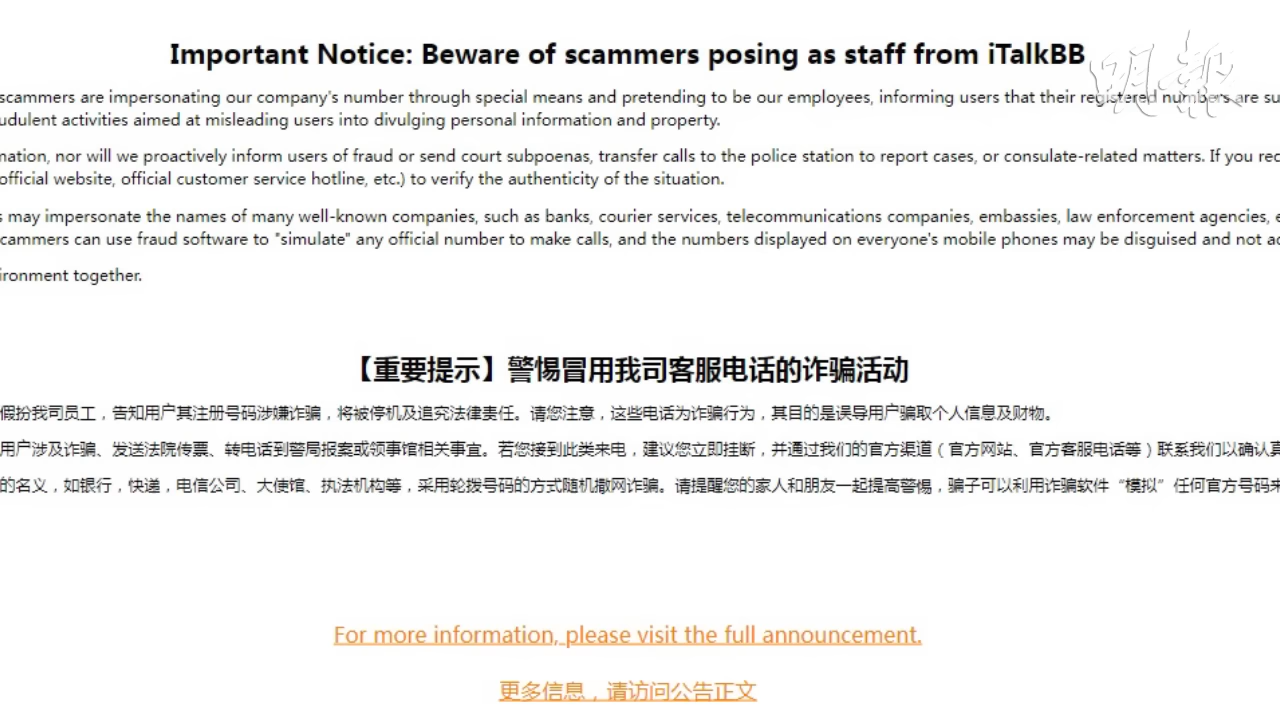 Important Notice: Beware of scammers posing as staff from iTalkBB
明報
scammers are impersonating our company's number through special means and pretending to be our employees, informing users that their registered numbers are su
udulent activities aimed at misleading users into divulging personal information and property.
nation, nor will we proactively inform users of fraud or send court subpoenas, transfer calls to the police station to report cases, or consulate-related matters. If you rec
official website, official customer service hotline, etc.) to verify the authenticity of the situation.
s may impersonate the names of many well-known companies, such as banks, courier services, telecommunications companies, embassies, law enforcement agencies, e
cammers can use fraud software to "simulate" any official number to make calls, and the numbers displayed on everyone's mobile phones may be disguised and not ac
ironment together.
【重要提示】警惕冒用我司客服电话的诈骗活动
假扮我司员工，告知用户其注册号码涉嫌诈骗，将被停机及追究法律责任。请您注意，这些电话为诈骗行为，其目的是误导用户骗取个人信息及财物。
用户涉及诈骗、发送法院传票、转电话到警局报案或领事馆相关事宜。若您接到此类来电，建议您立即挂断，并通过我们的官方渠道（官方网站、官方客服电话等）联系我们以确认真
的名义，如银行，快递，电信公司、大使馆、执法机构等，采用轮拨号码的方式随机撒网诈骗。请提醒您的家人和朋友一起提高警惕，骗子可以利用诈骗软件“模拟”任何官方号码来
For more information, please visit the full announcement.
更多信息，请访问公告正文